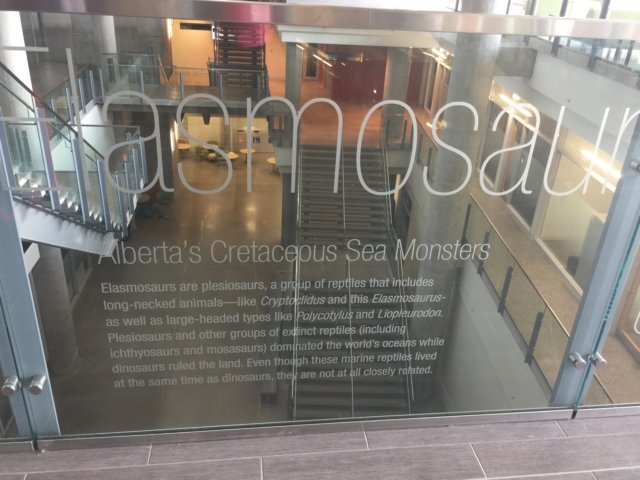 Elasmosaur
Alberta's Cretaceous Sea Monsters
Elasmosaurs are plesiosaurs, a group of reptiles that includes
long-necked animals—like Cryptoclidus and this Elasmosaurus-
as well as large-headed types like Polycotylus and Liopleurodon.
Plesiosaurs and other groups of extinct reptiles (including
ichthyosaurs and mosasaurs) dominated the world's oceans while
dinosaurs ruled the land. Even though these marine reptiles lived
at the same time as dinosaurs, they are not at all closely related.